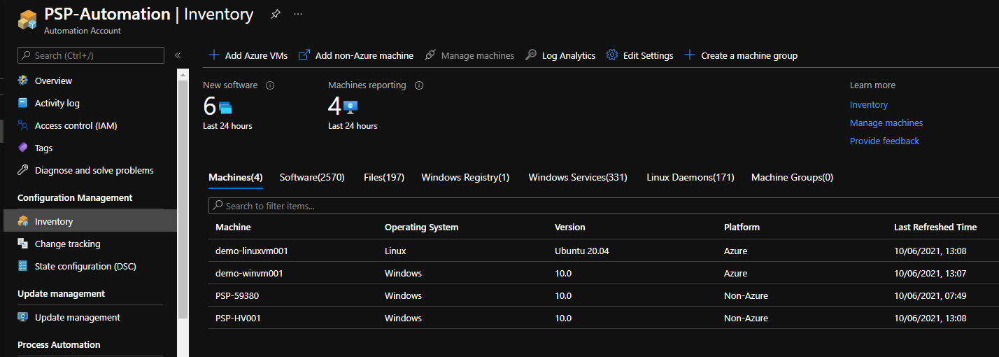 PSP-Automation | Inventory
Automation Account
Search (Ctrl+/)
Overview
Activity log
Access control (IAM)
Tags
Diagnose and solve problems
Configuration Management
Inventory
Change tracking
State configuration (DSC)
Update management
Update management
Process Automation
Add Azure VMs Add non-Azure machine Manage machines Log Analytics Edit Settings Create a machine group
New software Machines reporting
6 4
Last 24 hours Last 24 hours
Learn more
Inventory
Manage machines
Provide feedback
Machines(4) Software(2570) Files(197) Windows Registry(1) Windows Services(331) Linux Daemons(171) Machine Groups(0)
Search to filter items...
Machine Operating System Version Platform Last Refreshed Time
demo-linuxvm001 Linux Ubuntu 20.04 Azure 10/06/2021, 13:08
demo-winvm001 Windows 10.0 Azure 10/06/2021, 13:07
PSP-59380 Windows 10.0 Non-Azure 10/06/2021, 07:49
PSP-HV001 Windows 10.0 Non-Azure 10/06/2021, 13:08